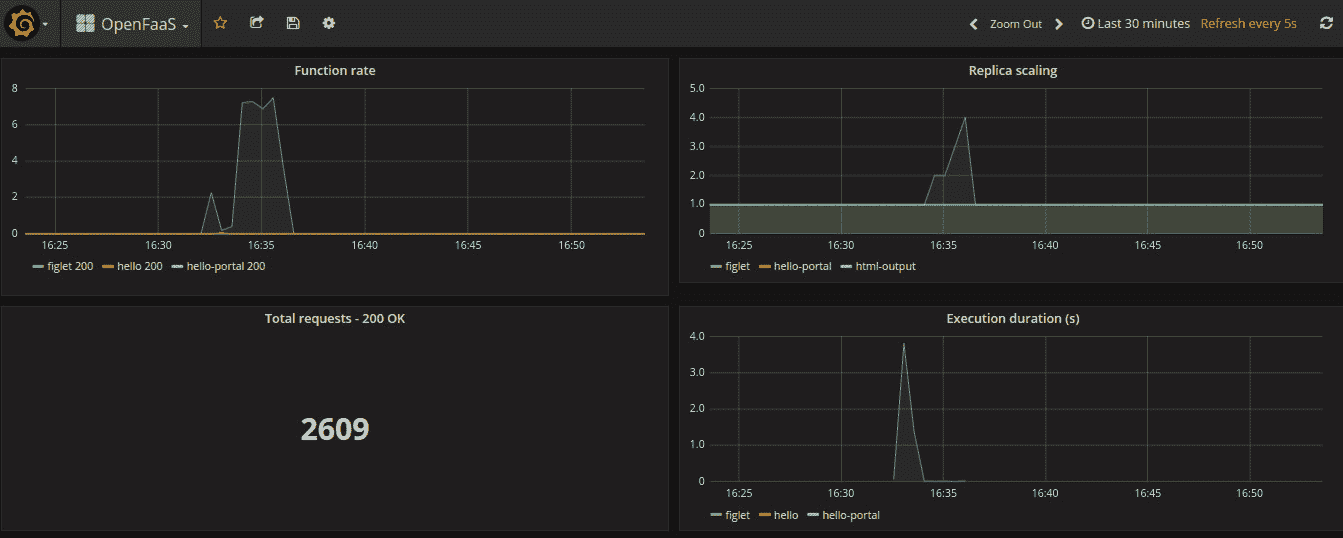 OpenFaaS
Zoom Out
Last 30 minutes Refresh every 5s
Function rate
8
6
4
2
0
16:25 16:30 16:35 16:40 16:45 16:50
figlet 200 hello 200 hello-portal 200
Replica scaling
5.0
4.0
3.0
2.0
1.0
0
16:25 16:30 16:35 16:40 16:45 16:50
figlet hello-portal html-output
Total requests - 200 OK
2609
Execution duration (s)
4.0
3.0
2.0
1.0
0
16:25 16:30 16:35 16:40 16:45 16:50
figlet hello hello-portal